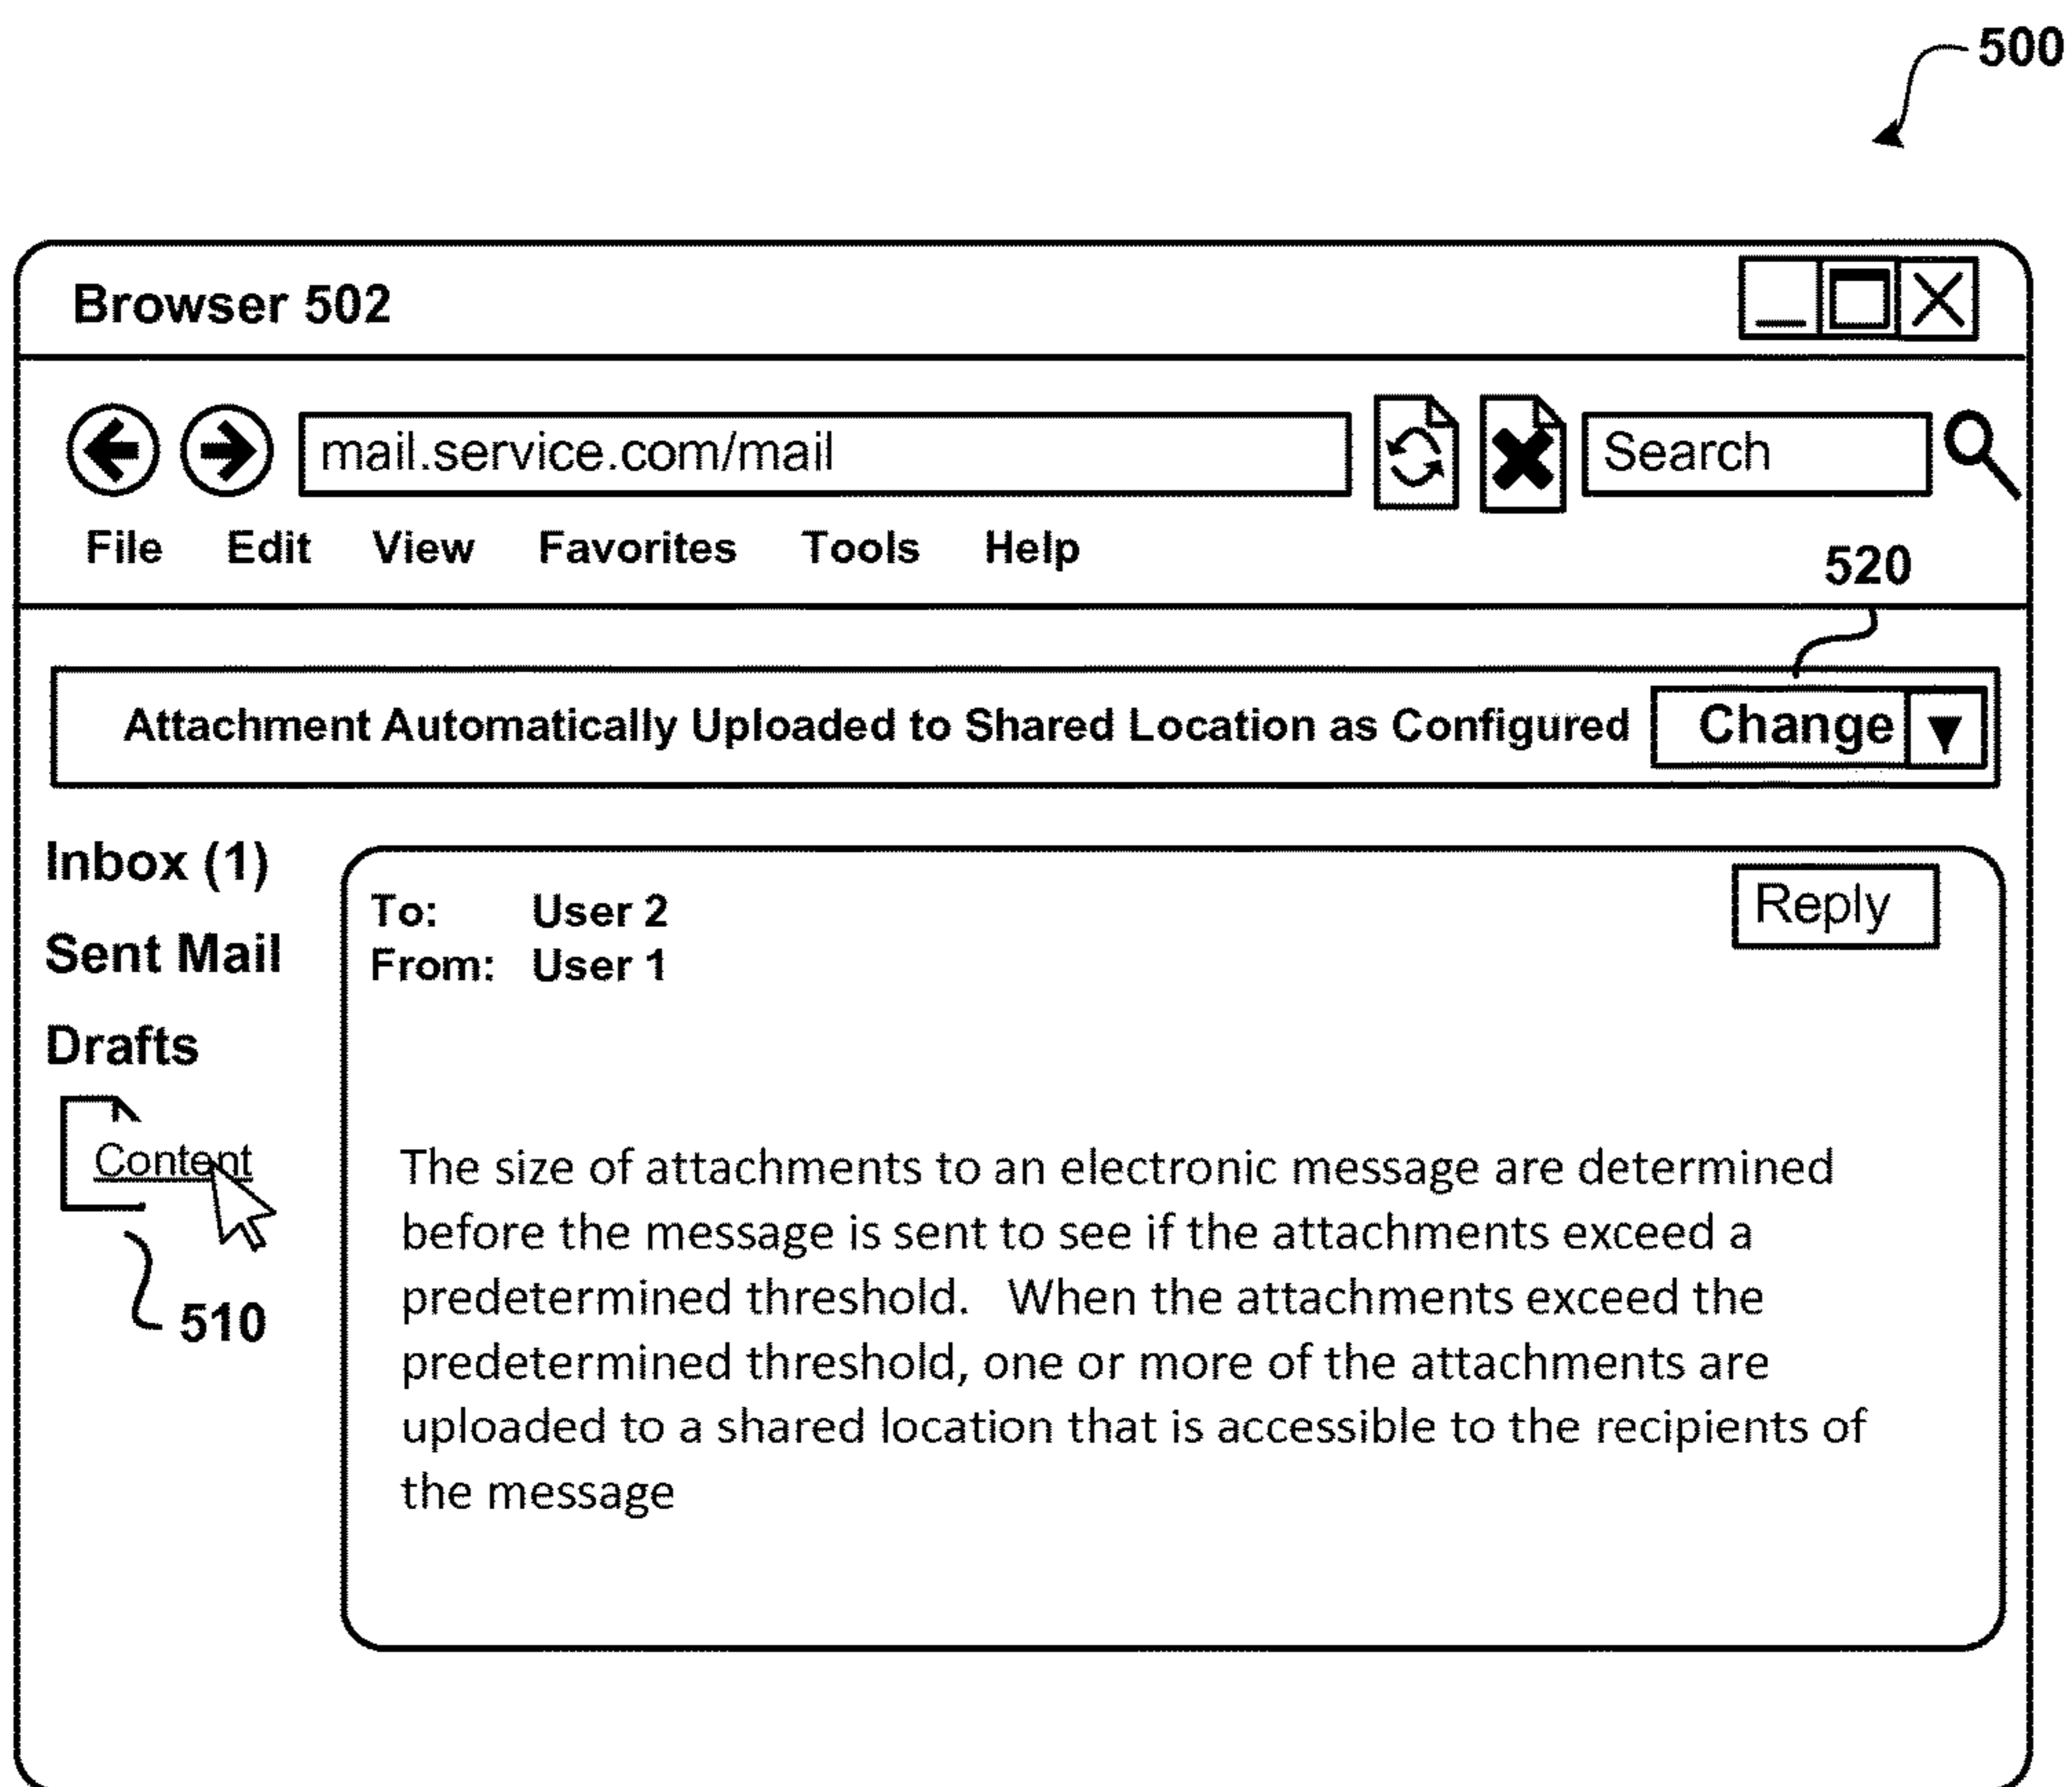 500
Browser 502
mail.service.com/mail
Search
File Edit View Favorites Tools Help
520
Attachment Automatically Uploaded to Shared Location as Configured Change
Inbox (1)
Sent Mail
Drafts
Content
510
To: User 2
From: User 1
Reply
The size of attachments to an electronic message are determined
before the message is sent to see if the attachments exceed a
predetermined threshold. When the attachments exceed the
predetermined threshold, one or more of the attachments are
uploaded to a shared location that is accessible to the recipients of
the message